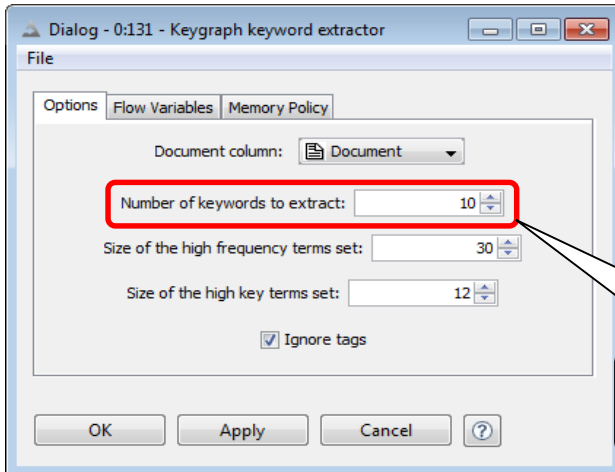 Dialog - 0:131 - Keygraph keyword extractor
File
Options Flow Variables Memory Policy
Document column: Document
Number of keywords to extract: 10
Size of the high frequency terms set: 30
Size of the high key terms set: 12
Ignore tags
OK Apply Cancel ?